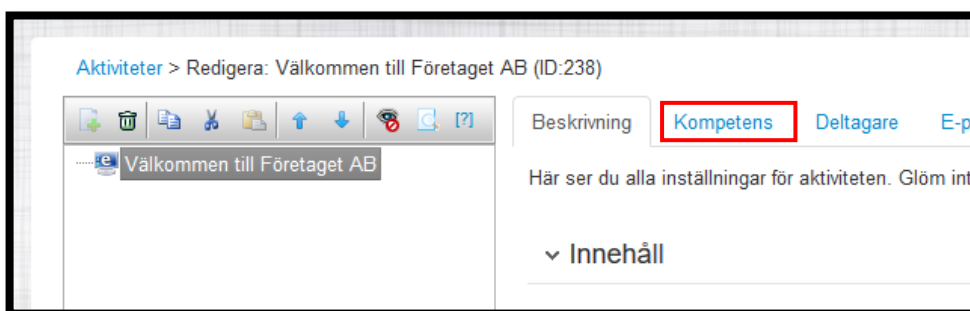 Aktiviteter > Redigera: Välkommen till Företaget AB (ID:238)
[?]
Beskrivning Kompetens Deltagare
Välkommen till Företaget AB
Här ser du alla inställningar för aktiviteten. Glöm
Innehåll